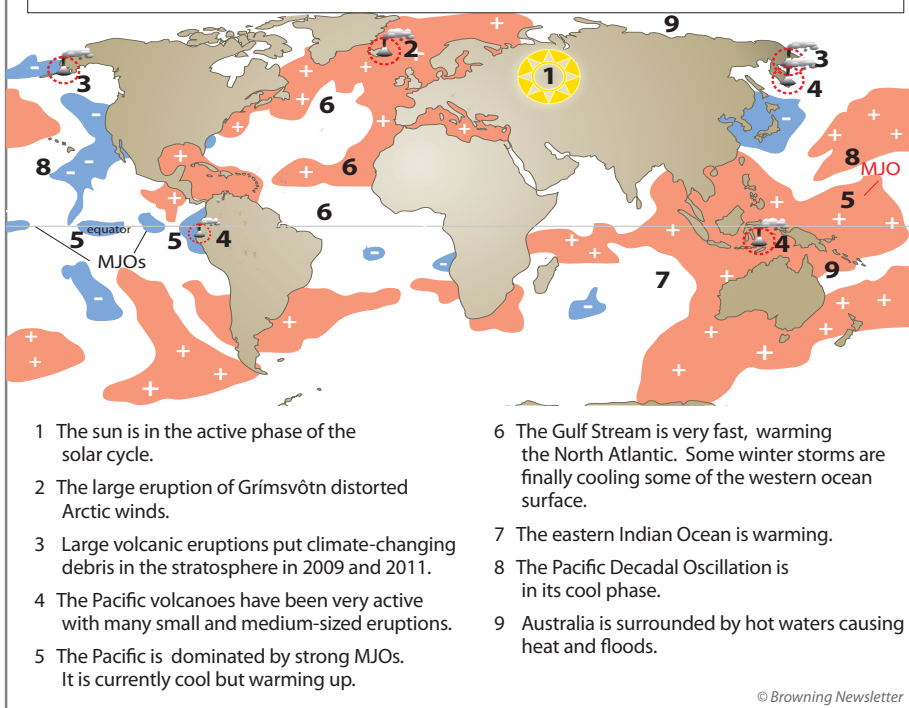 9
2
3
1
3
4
6
8
6
8
MJO
5
6
5
equator
5
4
4
MJOs
7
9
1 The sun is in the active phase of the
solar cycle.
2 The large eruption of Grímsvôtn distorted
Arctic winds.
3 Large volcanic eruptions put climate-changing
debris in the stratosphere in 2009 and 2011.
4 The Pacific volcanoes have been very active
with many small and medium-sized eruptions.
5 The Pacific is dominated by strong MJOs.
It is currently cool but warming up.
6 The Gulf Stream is very fast, warming
the North Atlantic. Some winter storms are
finally cooling some of the western ocean
surface.
7 The eastern Indian Ocean is warming.
8 The Pacific Decadal Oscillation is
in its cool phase.
9 Australia is surrounded by hot waters causing
heat and floods.
© Browning Newsletter